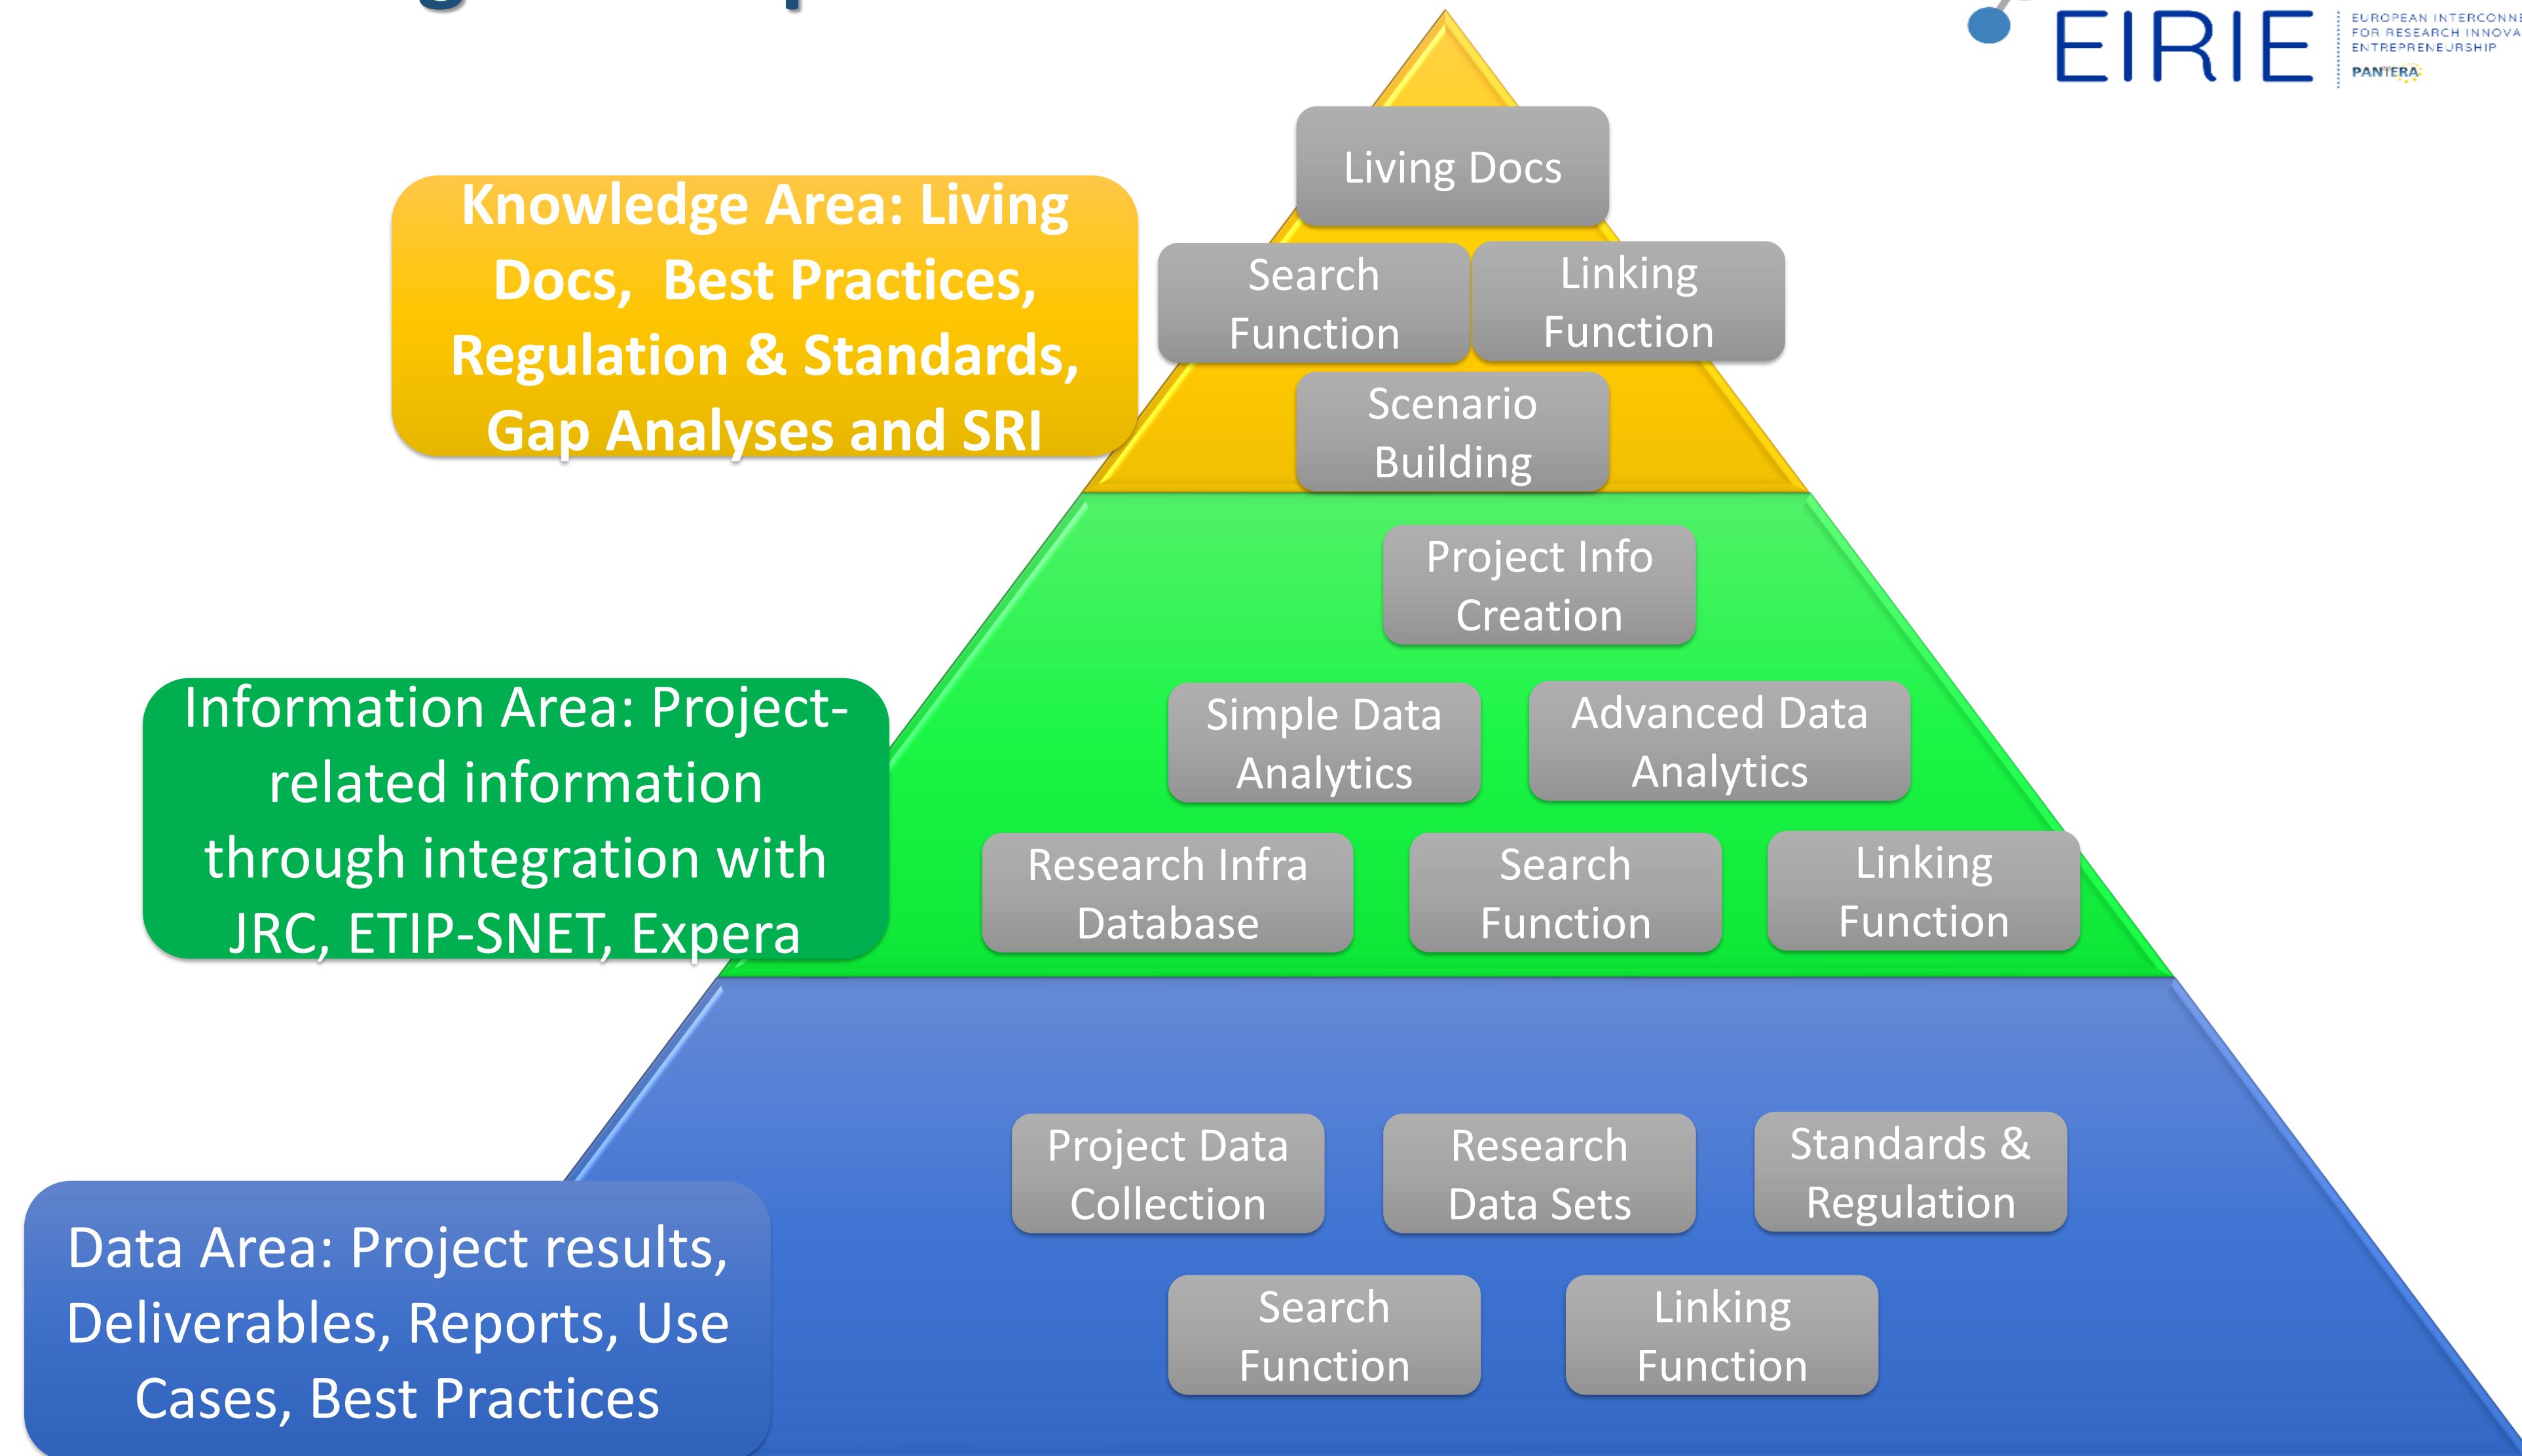 EIRIE
FOR RESEARCH
ENTREPRENEURSHIP
PANTERA
Living Docs
Knowledge Area: Living
Docs, Best Practices,
Regulation & Standards,
Gap Analyses and SRI
Search
Function
Linking
Function
Scenario
Building
Project Info
Creation
Information Area: Project-
related information
through integration with
JRC, ETIP-SNET, Expera
Simple Data
Analytics
Advanced Data
Analytics
Research Infra
Database
Search
Function
Linking
Function
Data Area: Project results,
Deliverables, Reports, Use
Cases, Best Practices
Project Data
Collection
Research
Data Sets
Standards &
Regulation
Search
Function
Linking
Function